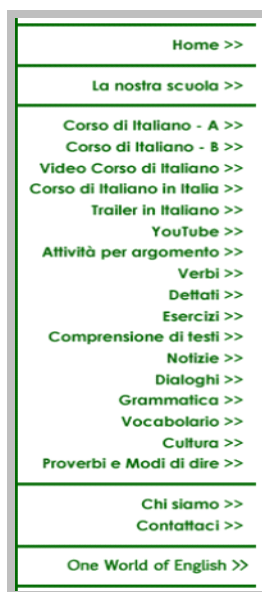 Home >>
La nostra scuola >>
Corso di Italiano - A >>
Corso di Italiano - B >>
Video Corso di Italiano >>
Corso di Italiano in Italia >>
Trailer in Italiano >>
YouTube >>
Attività per argomento >>
Verbi >>
Dettati >>
Esercizi >>
Comprensione di testi >>
Notizie >>
Dialoghi >>
Grammatica >>
Vocabolario >>
Cultura >>
Proverbi e Modi di dire >>
Chi siamo >>
Contattaci >>
One World of English >>